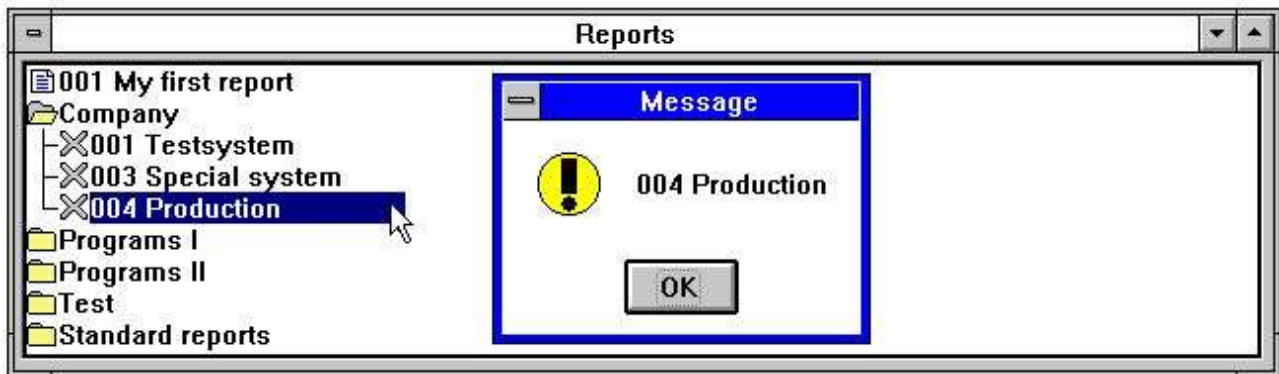 Reports
001 My first report
Company
001 Testsystem
003 Special system
004 Production
Programs I
Programs II
Test
Standard reports
Message
004 Production
OK